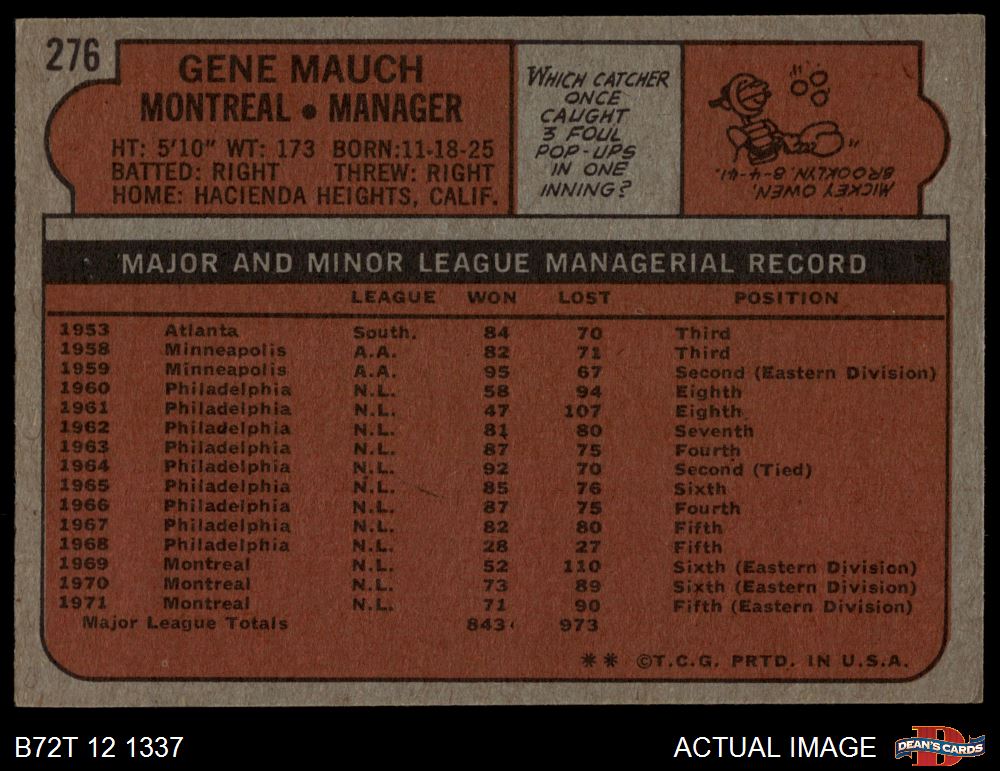 276
GENE MAUCH
MONTREAL • MANAGER
HT: 5'10" WT: 173 BORN:11-18-25
BATTED: RIGHT THREW: RIGHT
HOME: HACIENDA HEIGHTS, CALIF.
WHICH CATCHER
ONCE
CAUGHT
3 FOUL
POP-UPS
IN ONE
INNING?
MICKEY OWEN,
BROOKLYN. 8-4-41.
MAJOR AND MINOR LEAGUE MANAGERIAL RECORD
LEAGUE WON LOST POSITION
1953 Atlanta South. 84 70 Third
1958 Minneapolis A.A. 82 71 Third
1959 Minneapolis A.A. 95 67 Second (Eastern Division)
1960 Philadelphia N.L. 58 94 Eighth
1961 Philadelphia N.L. 47 107 Eighth
1962 Philadelphia N.L. 81 80 Seventh
1963 Philadelphia N.L. 87 75 Fourth
1964 Philadelphia N.L. 92 70 Second (Tied)
1965 Philadelphia N.L. 85 76 Sixth
1966 Philadelphia N.L. 87 75 Fourth
1967 Philadelphia N.L. 82 80 Fifth
1968 Philadelphia N.L. 28 27 Fifth
1969 Montreal N.L. 52 110 Sixth (Eastern Division)
1970 Montreal N.L. 73 89 Sixth (Eastern Division)
1971 Montreal N.L. 71 90 Fifth (Eastern Division)
Major League Totals 843 973
** ©T.C.G. PRTD. IN U.S.A.
B72T 12 1337
ACTUAL IMAGE
DEAN'S CARDS